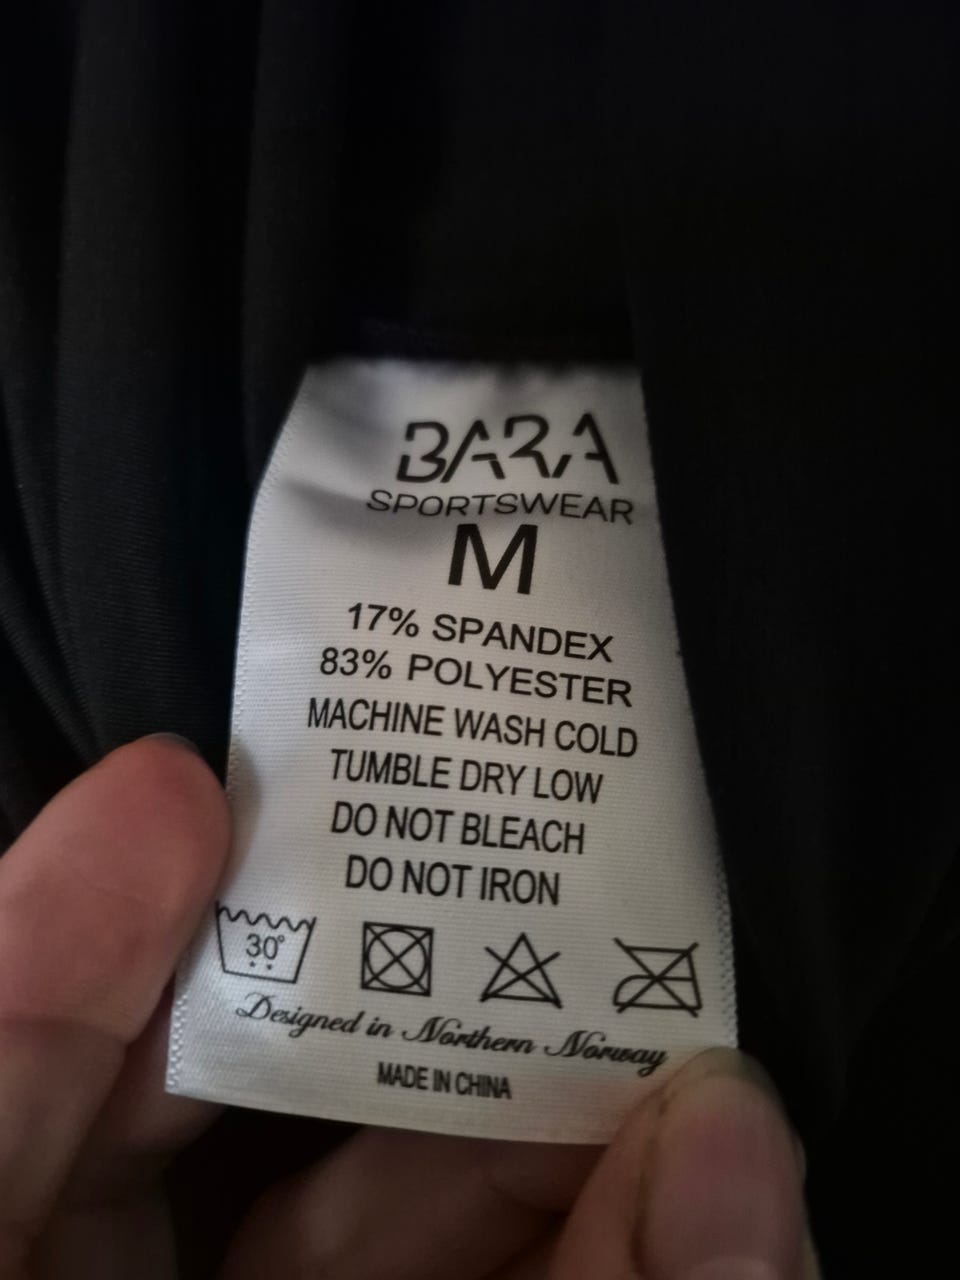 BARA
SPORTSWEAR
M
17% SPANDEX
83% POLYESTER
MACHINE WASH COLD
TUMBLE DRY LOW
DO NOT BLEACH
DO NOT IRON
30°
Designed in Northern Norway
MADE IN CHINA